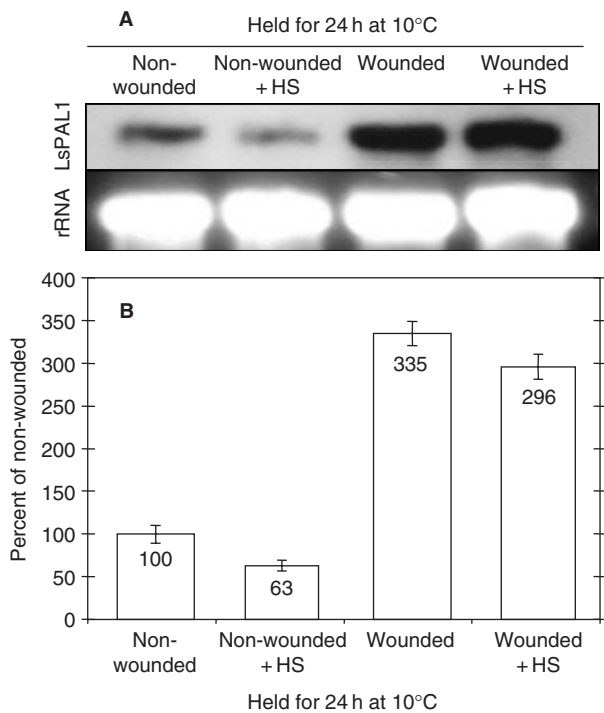 A
Held for 24 h at 10°C
Non-
wounded
Non-wounded
+ HS
Wounded
Wounded
+ HS
LsPAL1
rRNA
B
Percent of non-wounded
400
350
300
250
200
150
100
50
0
100
63
335
296
Non-
wounded
Non-wounded
+ HS
Wounded
Wounded
+ HS
Held for 24 h at 10°C